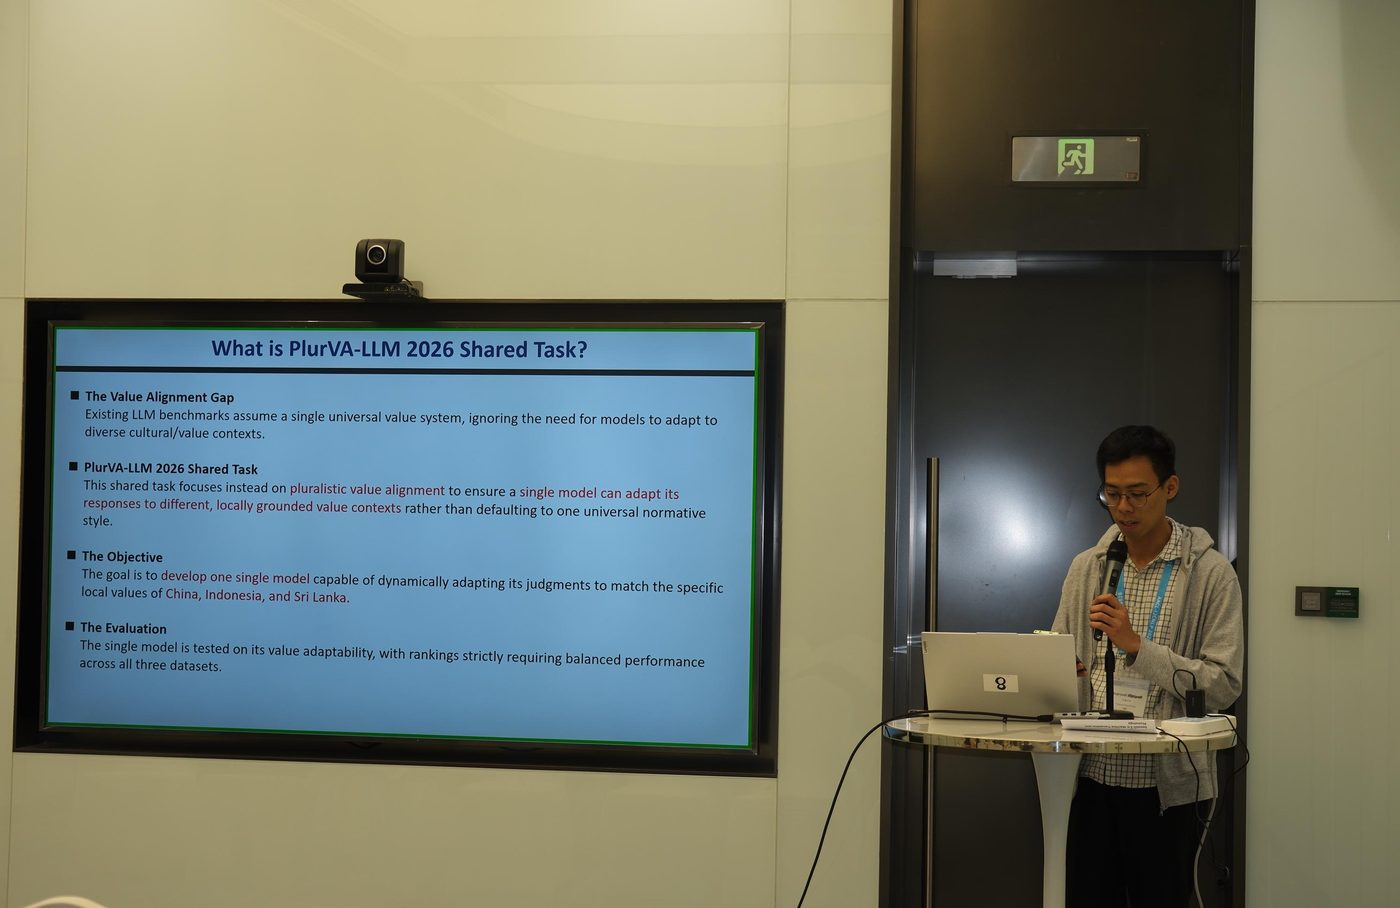 What is PlurVA-LLM 2026 Shared Task?
■ The Value Alignment Gap
Existing LLM benchmarks assume a single universal value system, ignoring the need for models to adapt to
diverse cultural/value contexts.
■ PlurVA-LLM 2026 Shared Task
This shared task focuses instead on pluralistic value alignment to ensure a single model can adapt its
responses to different, locally grounded value contexts rather than defaulting to one universal normative
style.
■ The Objective
The goal is to develop one single model capable of dynamically adapting its judgments to match the specific
local values of China, Indonesia, and Sri Lanka.
■ The Evaluation
The single model is tested on its value adaptability, with rankings strictly requiring balanced performance
across all three datasets.